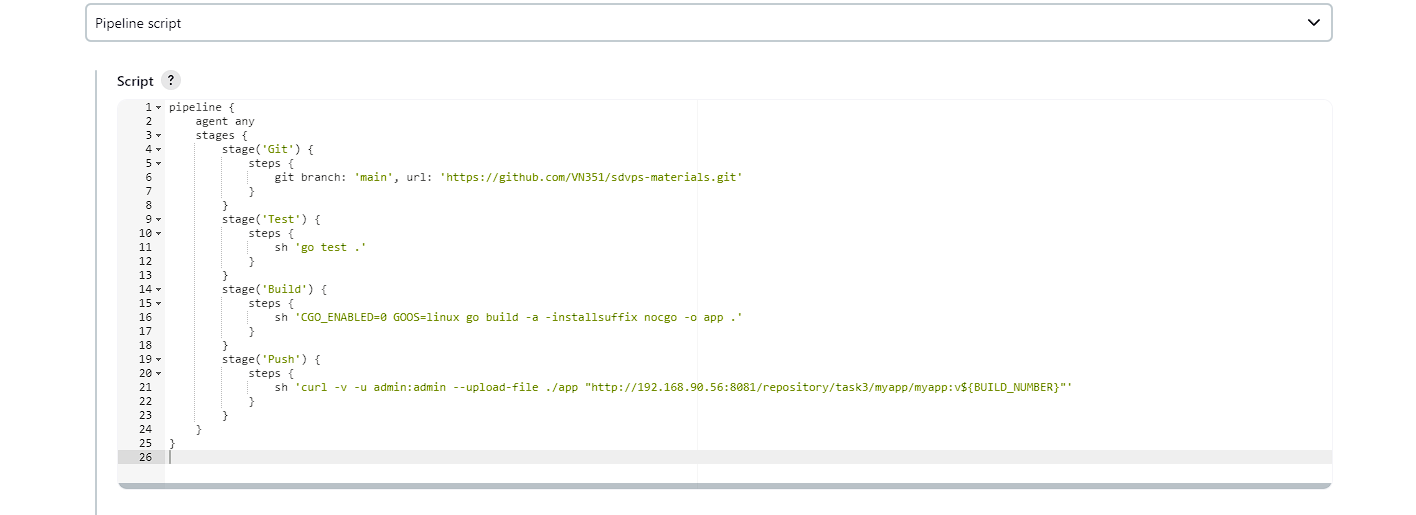 Pipeline script
Script ?
1 pipeline {
2     agent any
3     stages {
4         stage('Git') {
5             steps {
6                 git branch: 'main', url: 'https://github.com/VN351/sdvps-materials.git'
7             }
8         }
9         stage('Test') {
10             steps {
11                 sh 'go test .'
12             }
13         }
14         stage('Build') {
15             steps {
16                 sh 'CGO_ENABLED=0 GOOS=linux go build -a -installsuffix nocgo -o app .'
17             }
18         }
19         stage('Push') {
20             steps {
21                 sh 'curl -v -u admin:admin --upload-file ./app "http://192.168.90.56:8081/repository/task3/myapp/myapp:v${BUILD_NUMBER}"'
22             }
23         }
24     }
25 }
26